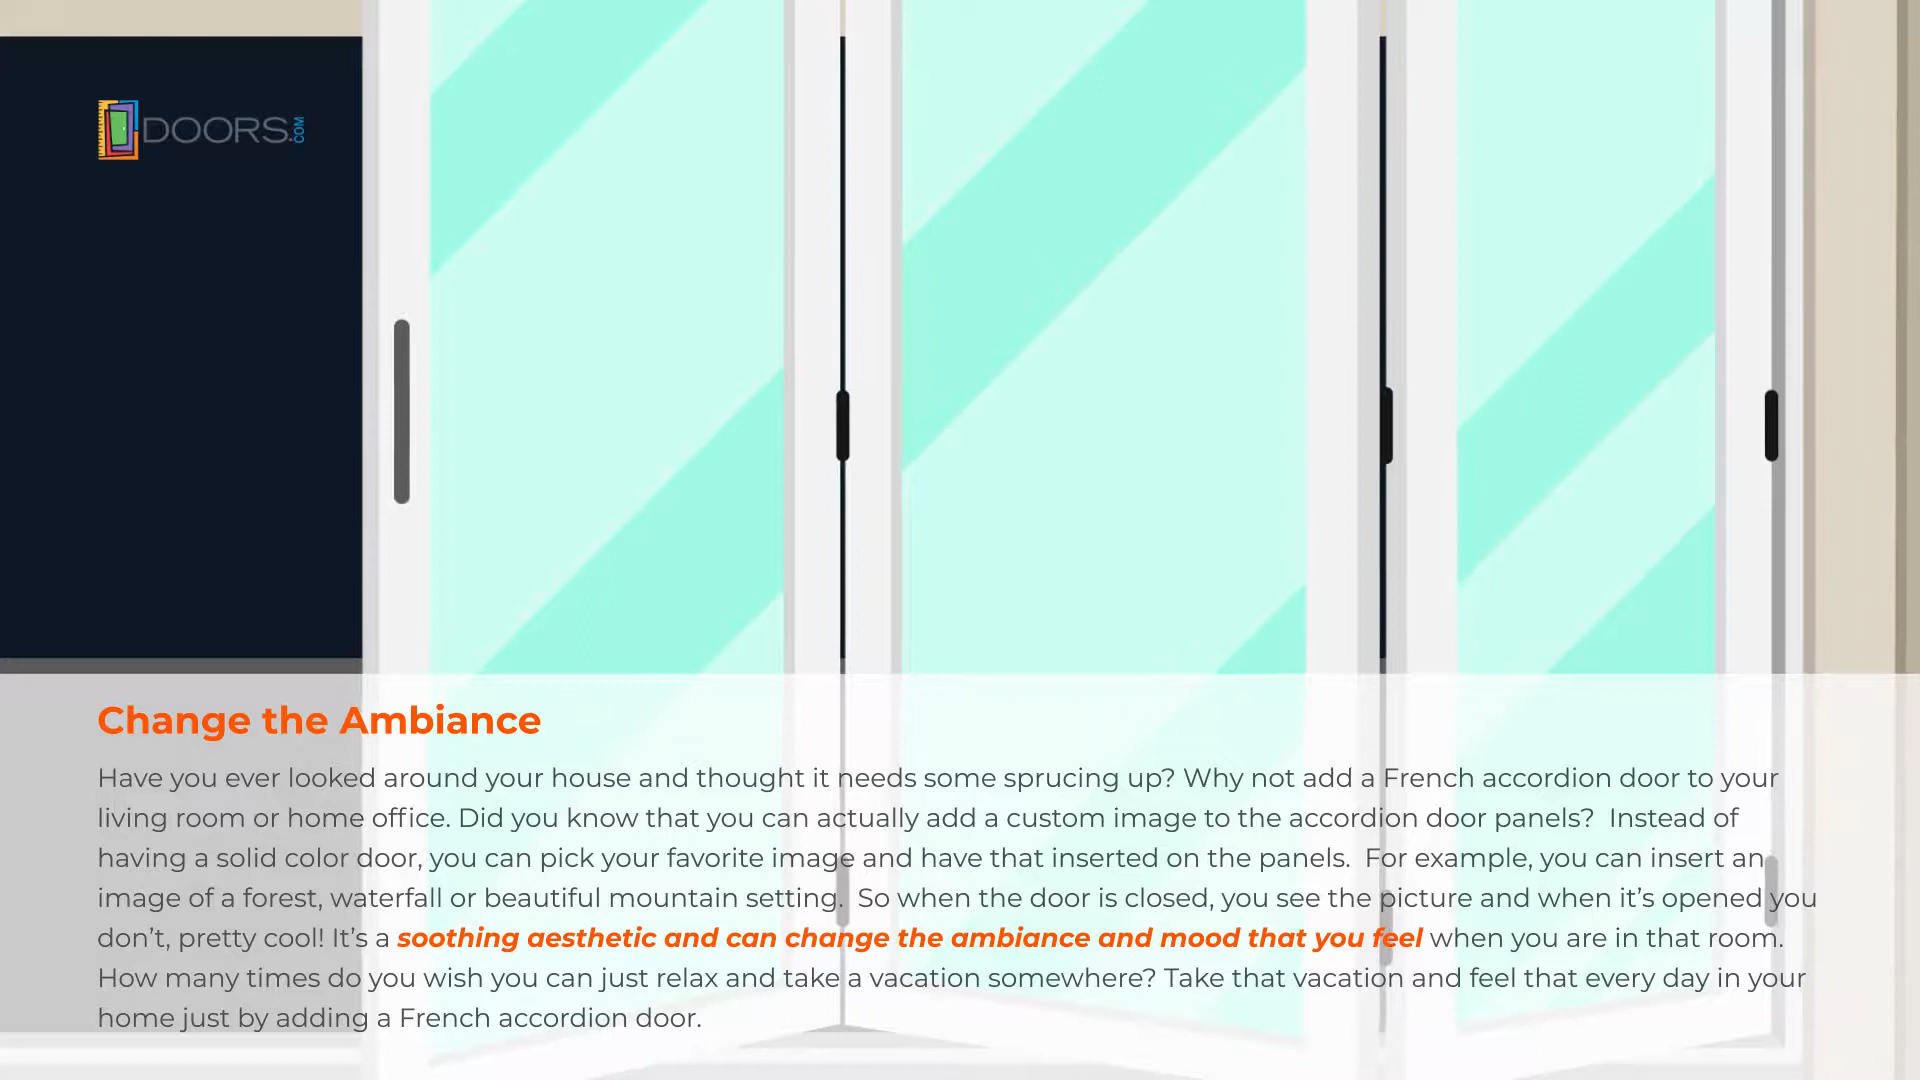 DOORS.COM
Change the Ambiance
Have you ever looked around your house and thought it needs some sprucing up? Why not add a French accordion door to your
living room or home office. Did you know that you can actually add a custom image to the accordion door panels?  Instead of
having a solid color door, you can pick your favorite image and have that inserted on the panels.  For example, you can insert an
image of a forest, waterfall or beautiful mountain setting.  So when the door is closed, you see the picture and when it’s opened you
don’t, pretty cool! It’s a soothing aesthetic and can change the ambiance and mood that you feel when you are in that room.
How many times do you wish you can just relax and take a vacation somewhere? Take that vacation and feel that every day in your
home just by adding a French accordion door.